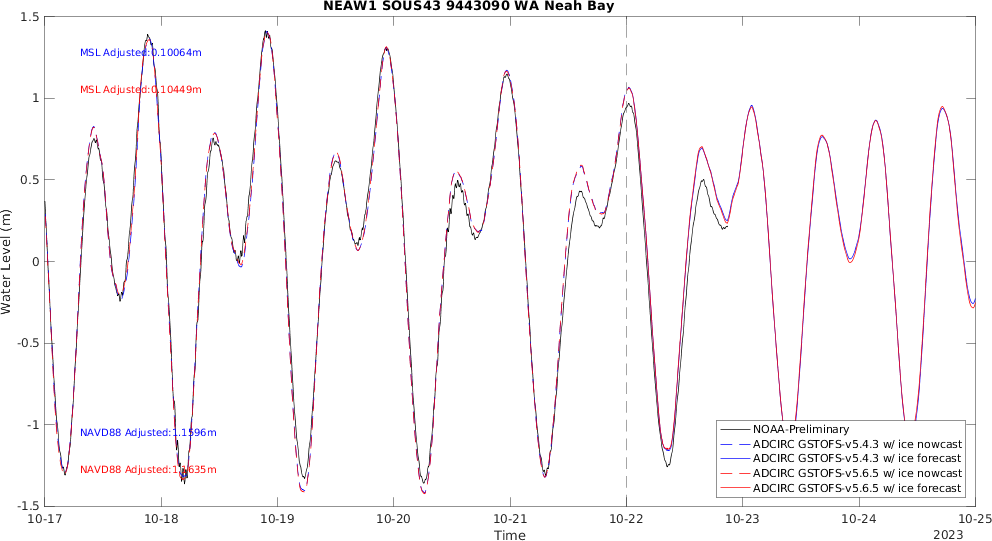 NEAW1 SOUS43 9443090 WA Neah Bay
1.5
1
0.5
0
-0.5
-1
-1.5
Water Level (m)
MSL Adjusted:0.10064m
MSL Adjusted:0.10449m
NAVD88 Adjusted:1.1596m
NAVD88 Adjusted:1.1635m
NOAA-Preliminary
ADCIRC GSTOFS-v5.4.3 w/ ice nowcast
ADCIRC GSTOFS-v5.4.3 w/ ice forecast
ADCIRC GSTOFS-v5.6.5 w/ ice nowcast
ADCIRC GSTOFS-v5.6.5 w/ ice forecast
10-17 10-18 10-19 10-20 10-21 10-22 10-23 10-24 10-25
Time
2023